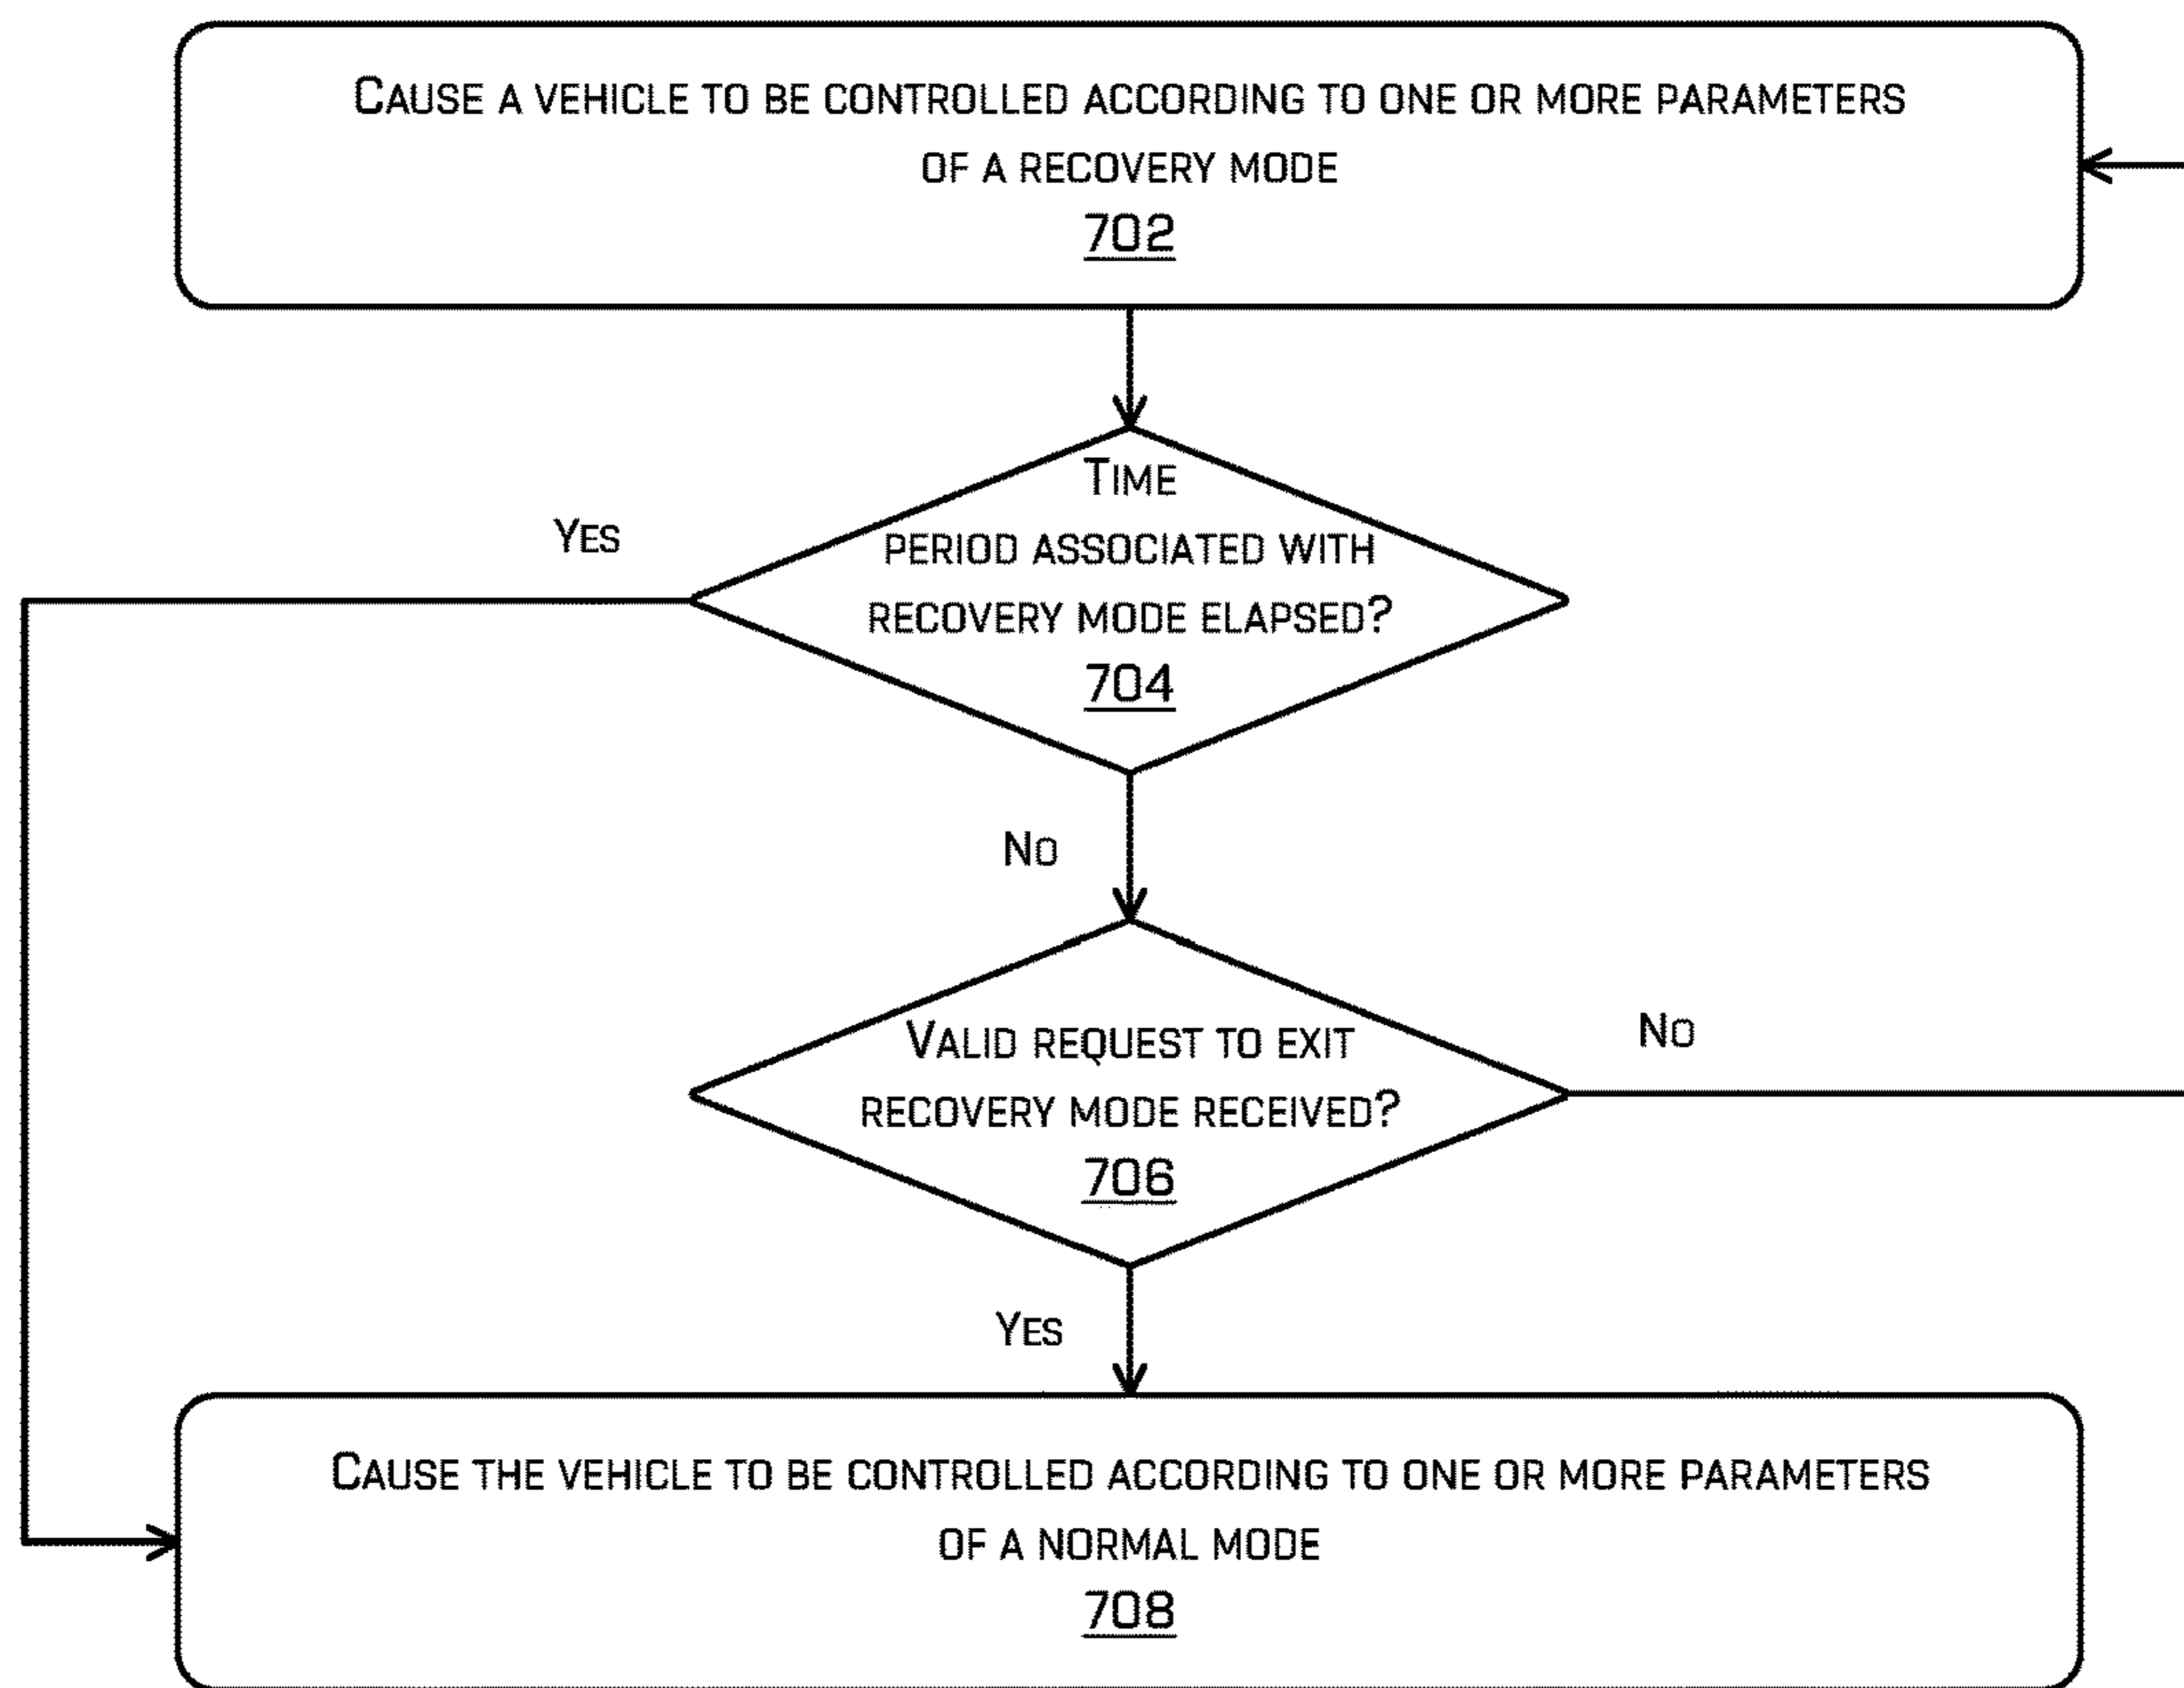 Cause a vehicle to be controlled according to one or more parameters
of a recovery mode
702
Time
period associated with
recovery mode elapsed?
704
Yes
No
Valid request to exit
recovery mode received?
706
No
Yes
Cause the vehicle to be controlled according to one or more parameters
of a normal mode
708